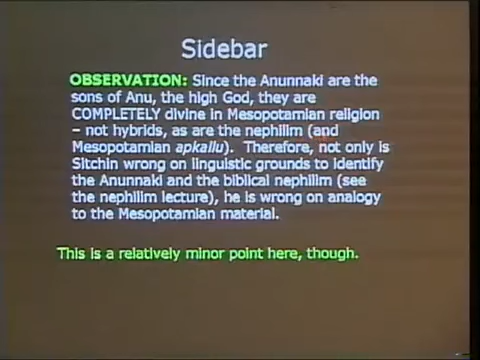 Sidebar
OBSERVATION: Since the Anunnaki are the
sons of Anu, the high God, they are
COMPLETELY divine in Mesopotamian religion
– not hybrids, as are the nephilim (and
Mesopotamian apkallu). Therefore, not only is
Sitchin wrong on linguistic grounds to identify
the Anunnaki and the biblical nephilim (see
the nephilim lecture), he is wrong on analogy
to the Mesopotamian material.
This is a relatively minor point here, though.